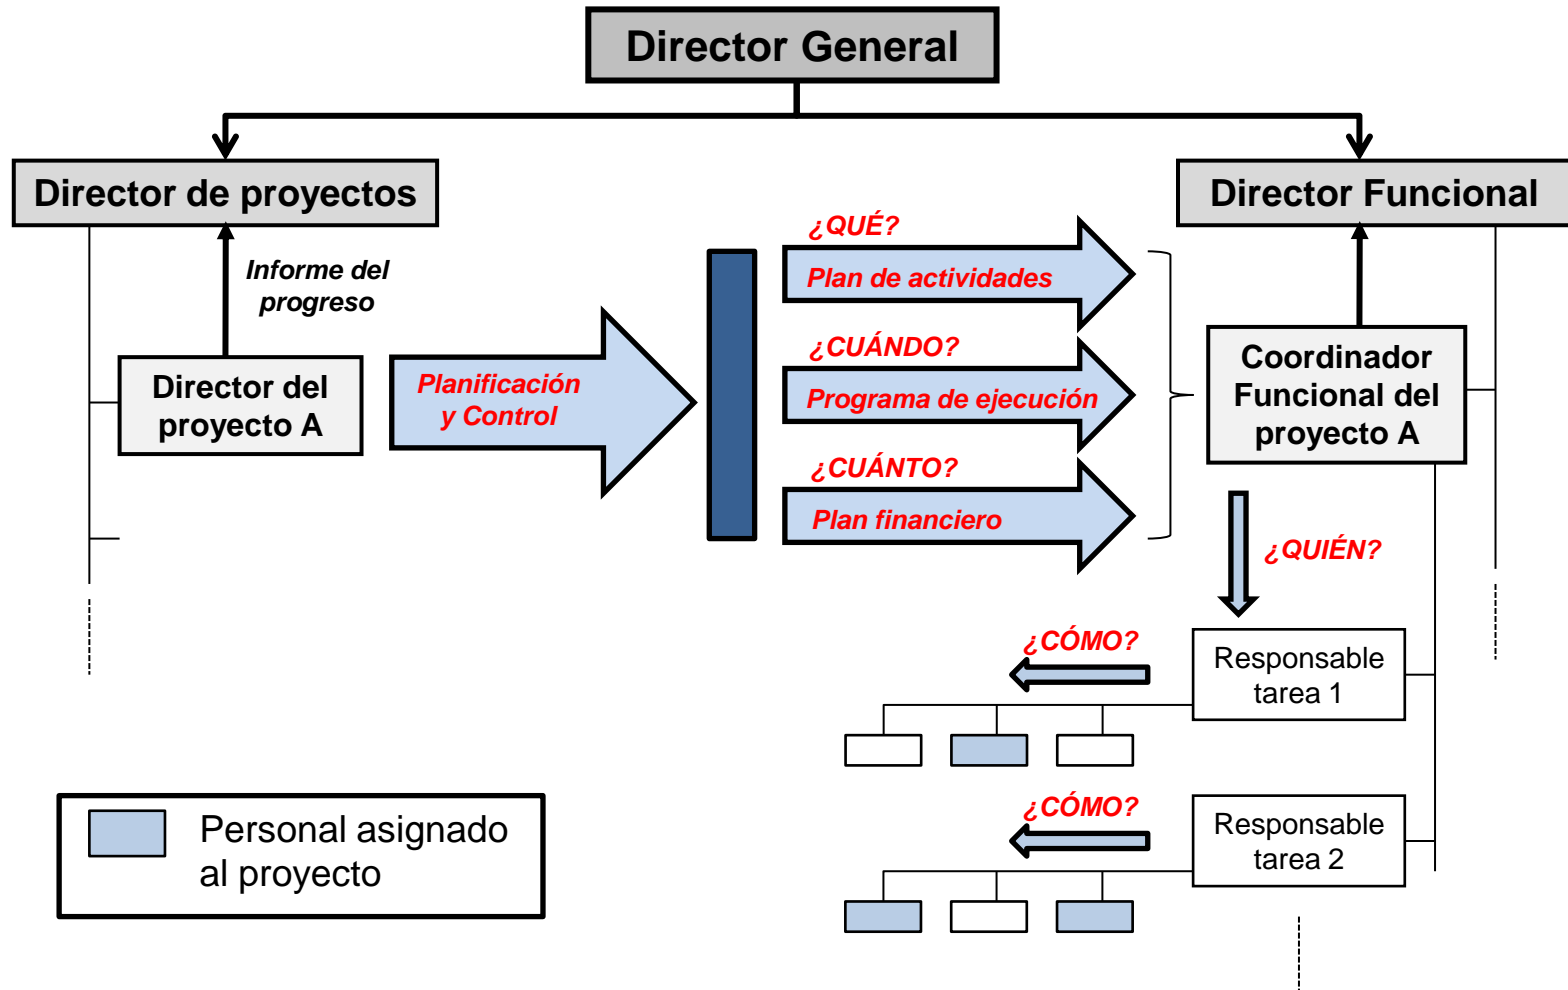 Director General
Director de proyectos
Director Funcional
Informe del
progreso
Director del
proyecto A
Planificación
y Control
¿QUÉ?
Plan de actividades
¿CUÁNDO?
Programa de ejecución
¿CUÁNTO?
Plan financiero
Coordinador
Funcional del
proyecto A
¿QUIÉN?
¿CÓMO?
Responsable
tarea 1
¿CÓMO?
Responsable
tarea 2
Personal asignado
al proyecto